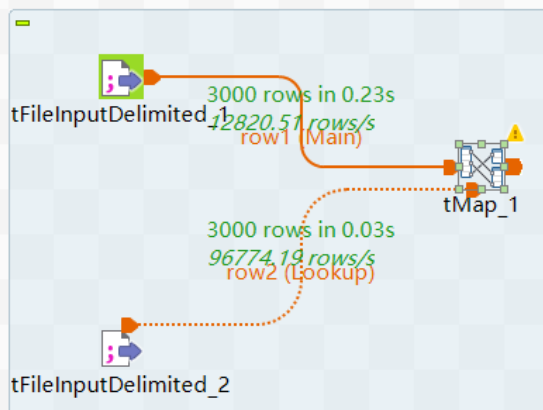 tFileInputDelimited_1
3000 rows in 0.23s
12820.51 rows/s
row1 (Main)
tMap_1
3000 rows in 0.03s
96774.19 rows/s
row2 (Lookup)
tFileInputDelimited_2